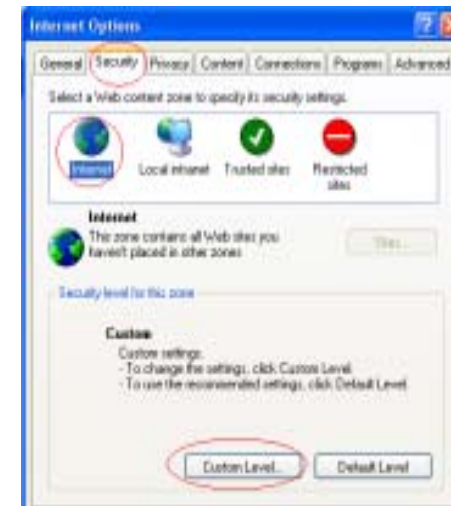 Internet Options
General Security Privacy Content Connections Programs Advanced
Select a Web content zone to specify its security settings.
Internet Local intranet Trusted sites Restricted
sites
Internet
This zone contains all Web sites you
haven't placed in other zones
Sites...
Security level for this zone
Custom
Custom settings.
- To change the settings, click Custom Level.
- To use the recommended settings, click Default Level.
Custom Level... Default Level